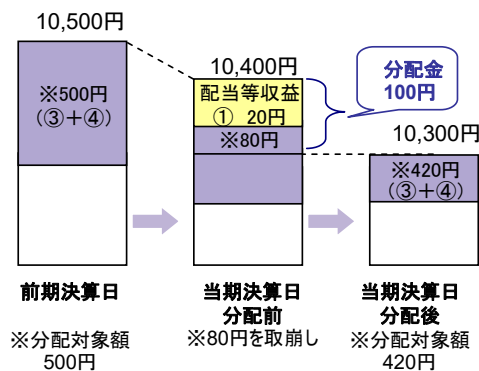 10,500円
※500円
(③+④)
10,400円
配当等収益
① 20円
※80円
分配金
100円
10,300円
※420円
(③+④)
前期決算日
※分配対象額
500円
当期決算日
分配前
※80円を取崩し
当期決算日
分配後
※分配対象額
420円